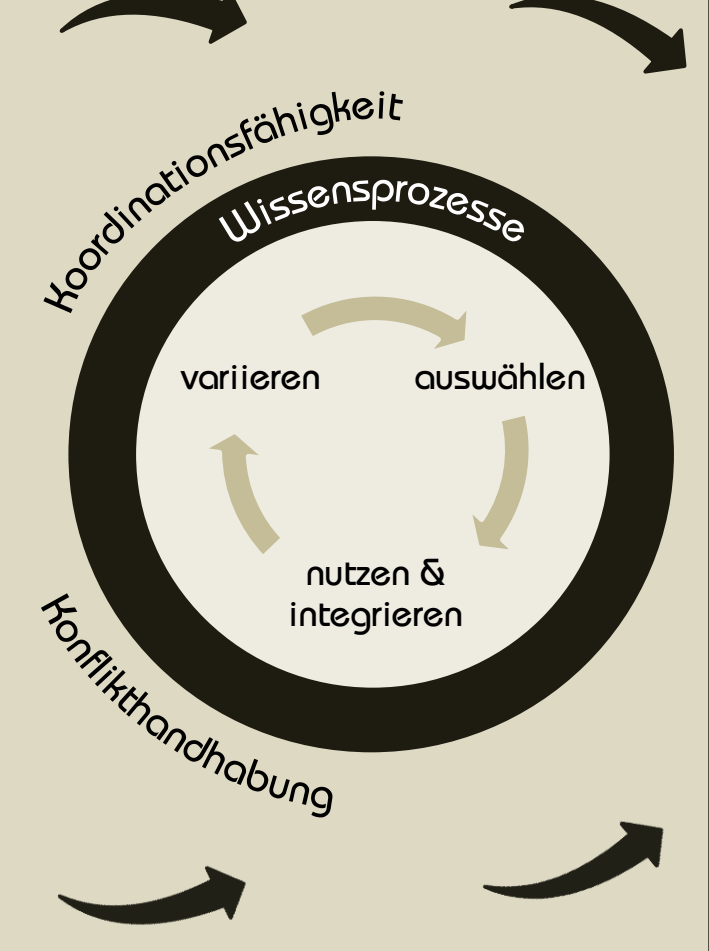 Koordinationsfähigkeit
Wissensprozesse
variieren
auswählen
nutzen &
integrieren
Konflikthandhabung